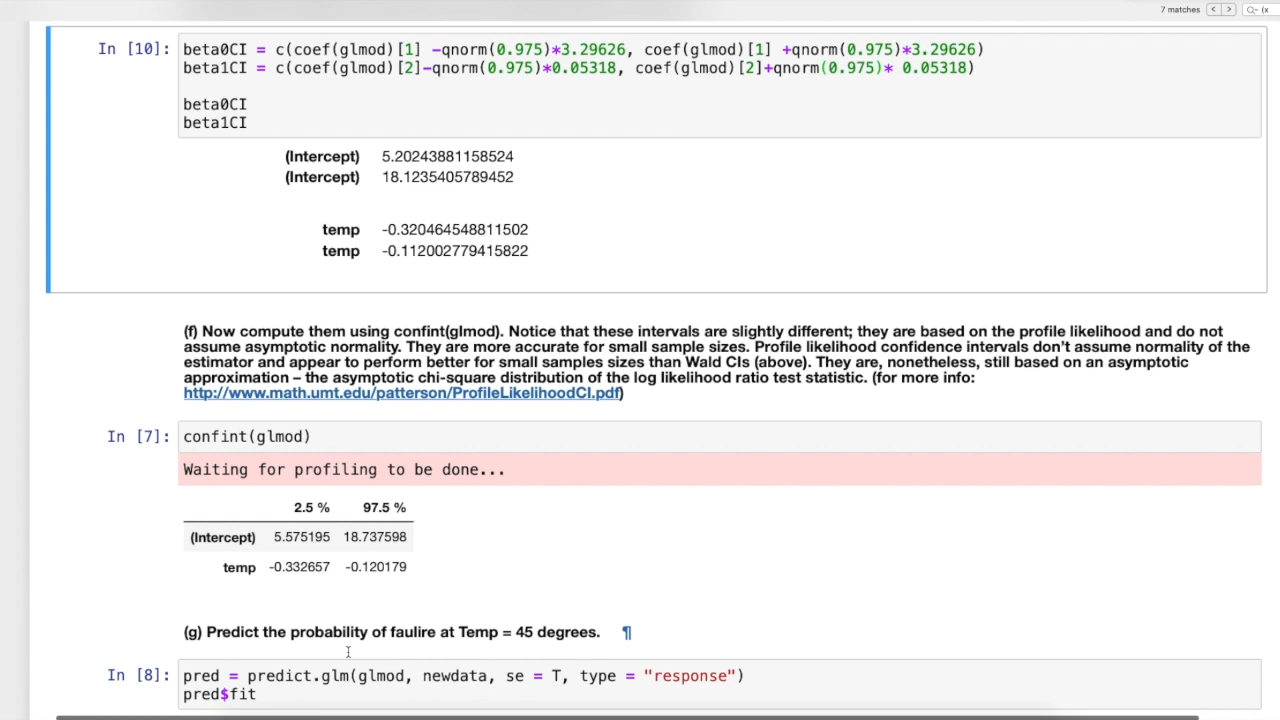 7 matches < > (x
In [10]: beta0CI = c(coef(glmod)[1] -qnorm(0.975)*3.29626, coef(glmod)[1] +qnorm(0.975)*3.29626)
beta1CI = c(coef(glmod)[2]-qnorm(0.975)*0.05318, coef(glmod)[2]+qnorm(0.975)* 0.05318)
beta0CI
beta1CI
(Intercept) 5.20243881158524
(Intercept) 18.1235405789452
temp -0.320464548811502
temp -0.112002779415822
(f) Now compute them using confint(glmod). Notice that these intervals are slightly different; they are based on the profile likelihood and do not
assume asymptotic normality. They are more accurate for small sample sizes. Profile likelihood confidence intervals don't assume normality of the
estimator and appear to perform better for small samples sizes than Wald CIs (above). They are, nonetheless, still based on an asymptotic
approximation – the asymptotic chi-square distribution of the log likelihood ratio test statistic. (for more info:
http://www.math.umt.edu/patterson/ProfileLikelihoodCI.pdf)
In [7]: confint(glmod)
Waiting for profiling to be done...
2.5 % 97.5 %
(Intercept) 5.575195 18.737598
temp -0.332657 -0.120179
(g) Predict the probability of faulire at Temp = 45 degrees. ¶
In [8]: pred = predict.glm(glmod, newdata, se = T, type = "response")
pred$fit